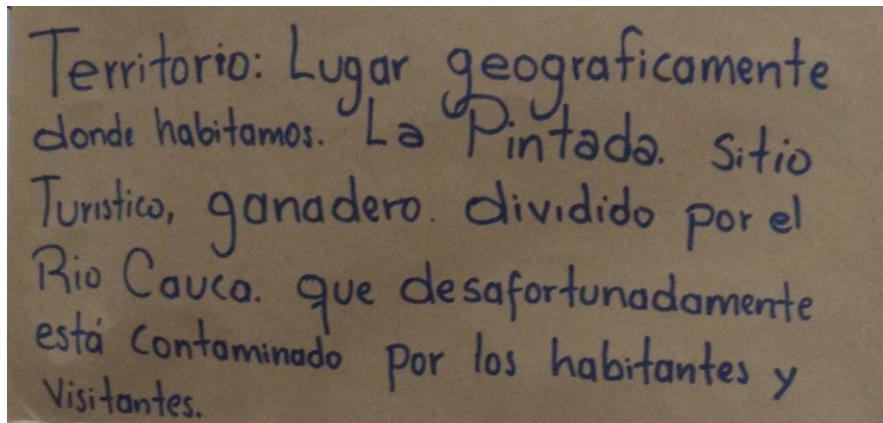 Territorio: Lugar geograficamente
donde habitamos. La Pintada. Sitio
Turistico, ganadero. dividido por el
Rio Cauca. que desafortunadamente
está contaminado por los habitantes y
Visitantes.